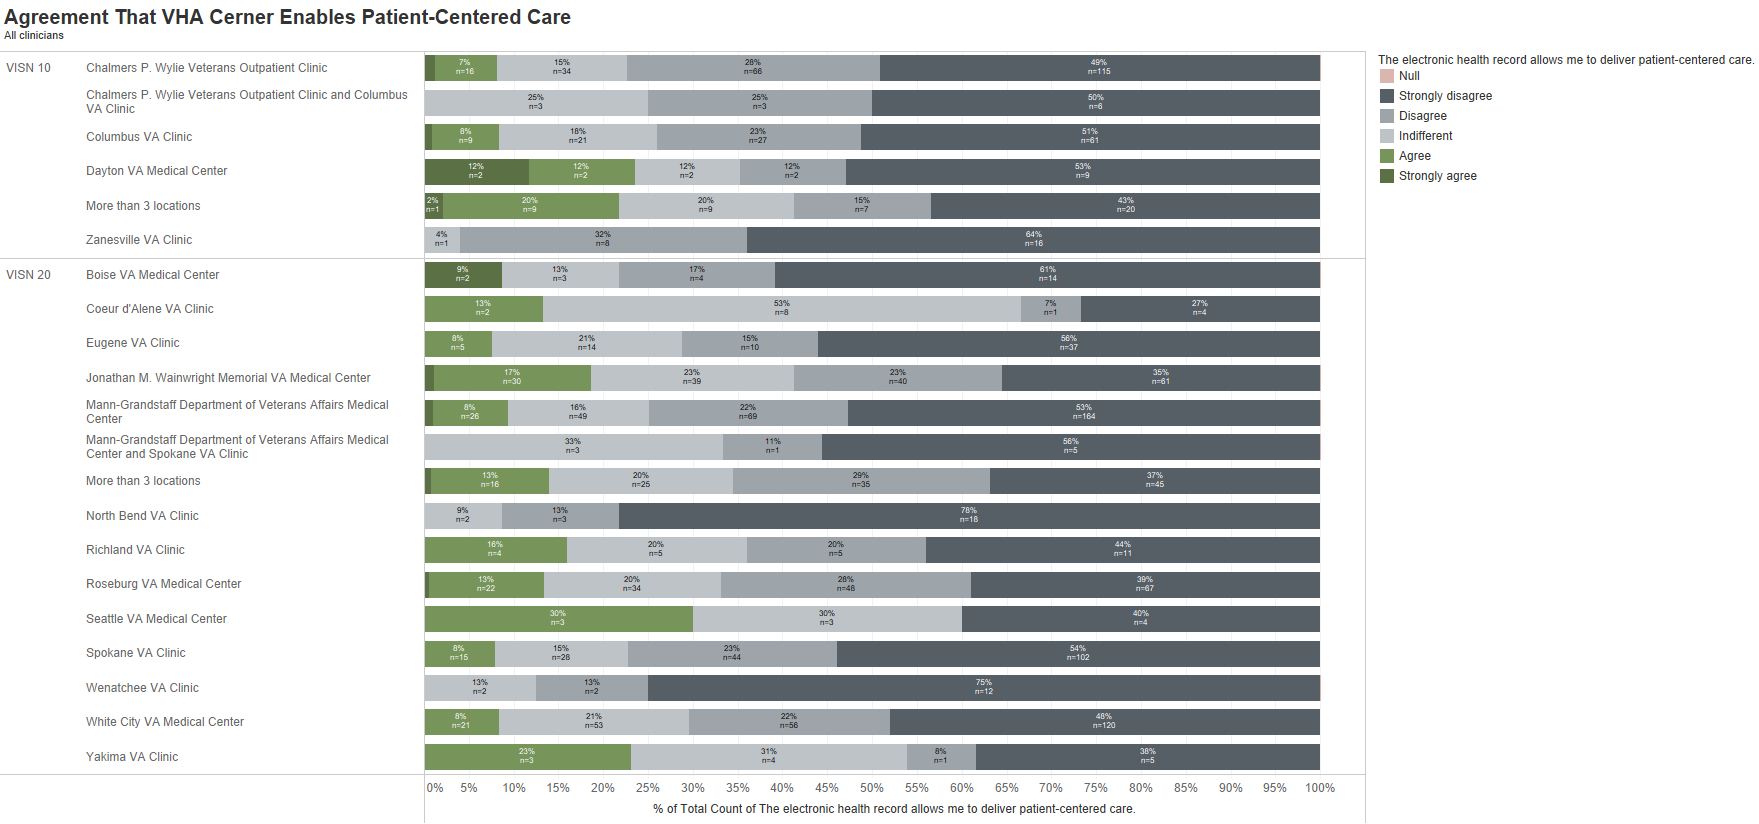 Agreement That VHA Cerner Enables Patient-Centered Care
All clinicians
The electronic health record allows me to deliver patient-centered care.
Null
Strongly disagree
Disagree
Indifferent
Agree
Strongly agree
VISN 10
Chalmers P. Wylie Veterans Outpatient Clinic
7% 15% 28% 49%
n=16 n=34 n=66 n=115
Chalmers P. Wylie Veterans Outpatient Clinic and Columbus
VA Clinic
25% 25% 50%
n=3 n=3 n=6
Columbus VA Clinic
8% 18% 23% 51%
n=9 n=21 n=27 n=61
Dayton VA Medical Center
12% 12% 12% 12% 53%
n=2 n=2 n=2 n=2 n=9
More than 3 locations
2% 20% 20% 15% 43%
n=1 n=9 n=9 n=7 n=20
Zanesville VA Clinic
4% 32% 64%
n=1 n=8 n=16
VISN 20
Boise VA Medical Center
9% 13% 17% 61%
n=2 n=3 n=4 n=14
Coeur d'Alene VA Clinic
13% 53% 7% 27%
n=2 n=8 n=1 n=4
Eugene VA Clinic
8% 21% 15% 56%
n=5 n=14 n=10 n=37
Jonathan M. Wainwright Memorial VA Medical Center
17% 23% 23% 35%
n=30 n=39 n=40 n=61
Mann-Grandstaff Department of Veterans Affairs Medical
Center
8% 16% 22% 53%
n=26 n=49 n=69 n=164
Mann-Grandstaff Department of Veterans Affairs Medical
Center and Spokane VA Clinic
33% 11% 56%
n=3 n=1 n=5
More than 3 locations
13% 20% 29% 37%
n=16 n=25 n=35 n=45
North Bend VA Clinic
9% 13% 78%
n=2 n=3 n=18
Richland VA Clinic
16% 20% 20% 44%
n=4 n=5 n=5 n=11
Roseburg VA Medical Center
13% 20% 28% 39%
n=22 n=34 n=48 n=67
Seattle VA Medical Center
30% 30% 40%
n=3 n=3 n=4
Spokane VA Clinic
8% 15% 23% 54%
n=15 n=28 n=44 n=102
Wenatchee VA Clinic
13% 13% 75%
n=2 n=2 n=12
White City VA Medical Center
8% 21% 22% 48%
n=21 n=53 n=56 n=120
Yakima VA Clinic
23% 31% 8% 38%
n=3 n=4 n=1 n=5
0% 5% 10% 15% 20% 25% 30% 35% 40% 45% 50% 55% 60% 65% 70% 75% 80% 85% 90% 95% 100%
% of Total Count of The electronic health record allows me to deliver patient-centered care.